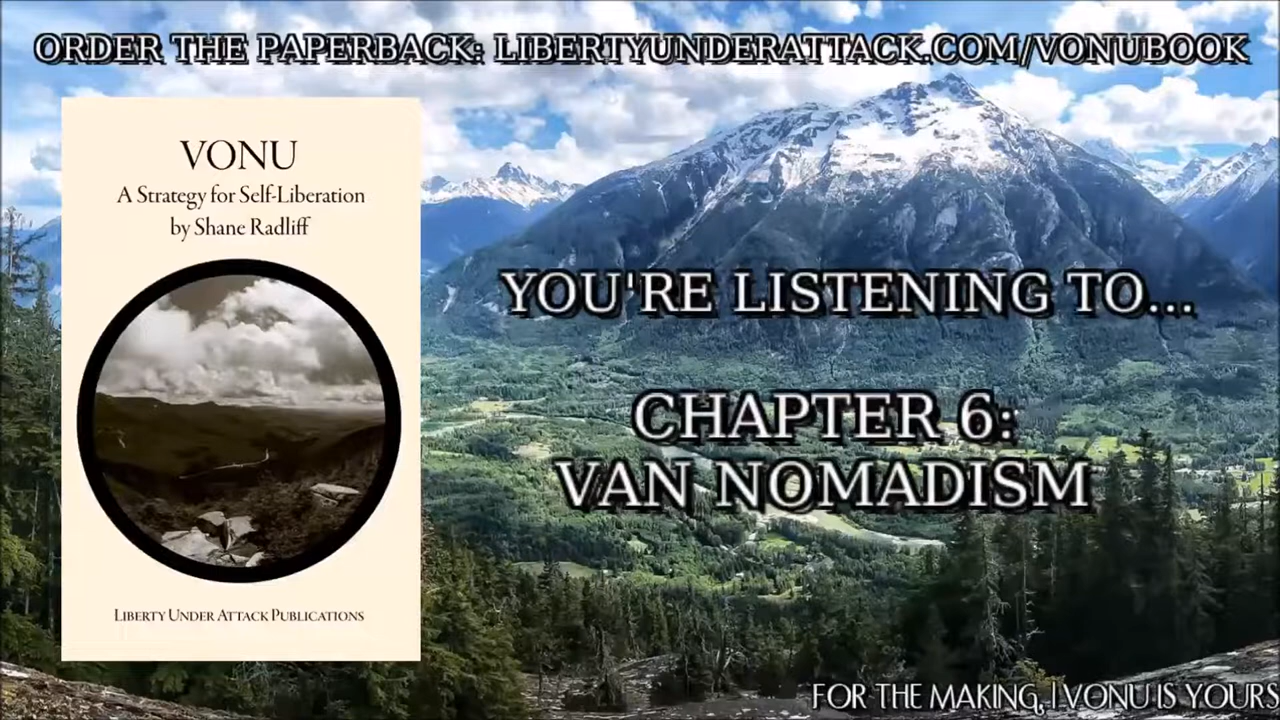 ORDER THE PAPERBACK: LIBERTYUNDERATTACK.COM/VONUBOOK
VONU
A Strategy for Self-Liberation
by Shane Radliff
LIBERTY UNDER ATTACK PUBLICATIONS
YOU'RE LISTENING TO...
CHAPTER 6:
VAN NOMADISM
FOR THE MAKING, | VONU IS YOURS